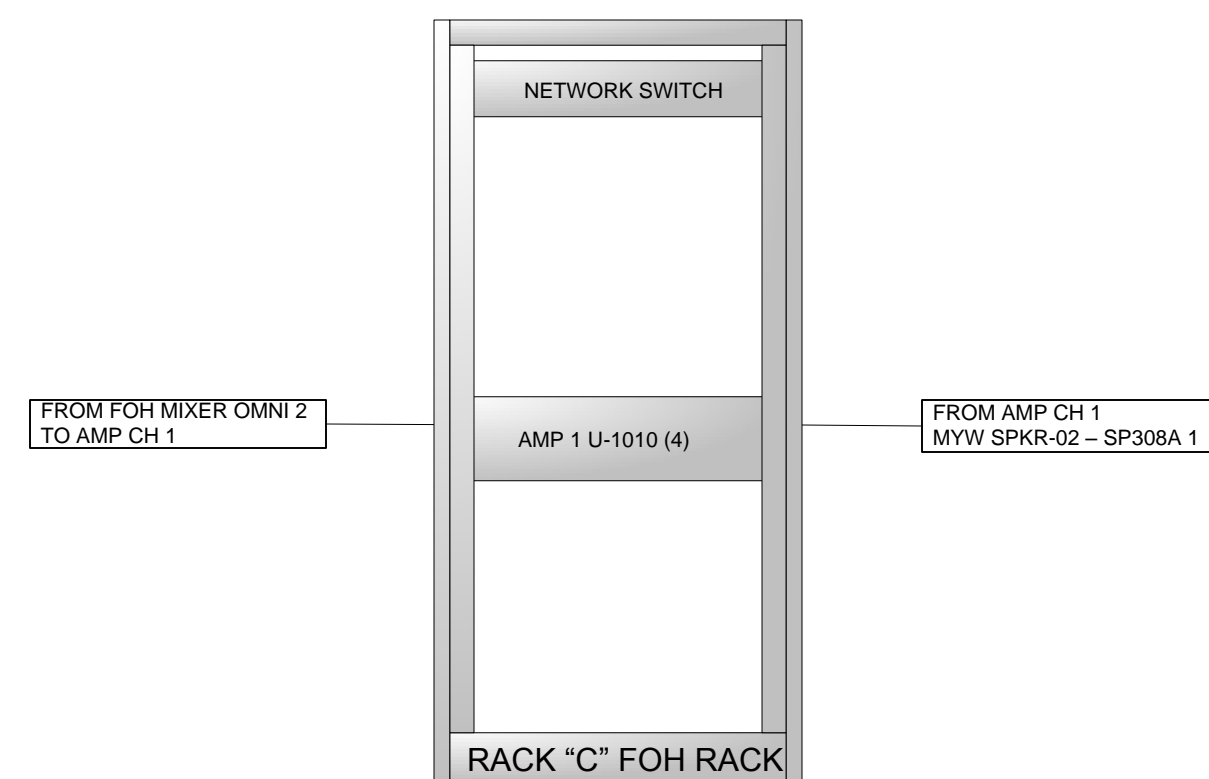 NETWORK SWITCH
FROM FOH MIXER OMNI 2
TO AMP CH 1
AMP 1 U-1010 (4)
FROM AMP CH 1
MYW SPKR-02 – SP308A 1
RACK “C” FOH RACK